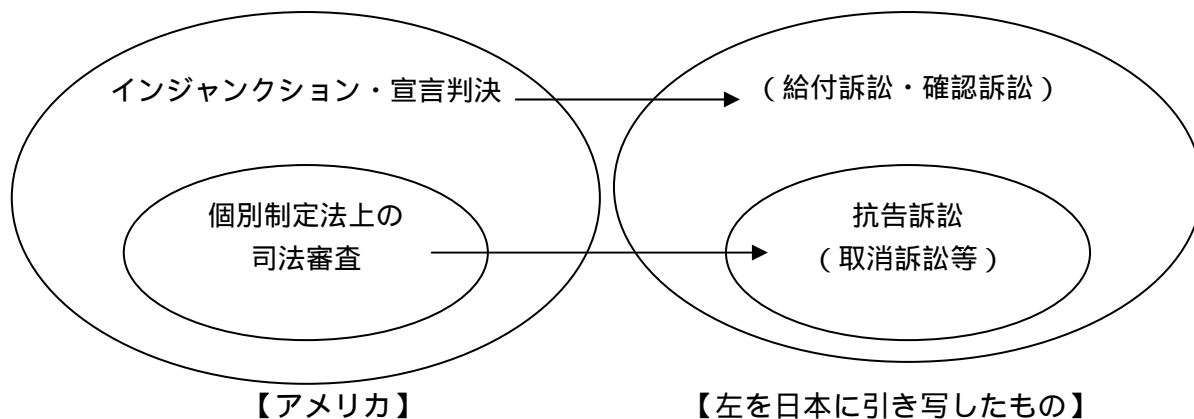 インジャンクション・宣言判決
（給付訴訟・確認訴訟）
個別制定法上の
司法審査
抗告訴訟
（取消訴訟等）
【アメリカ】
【左を日本に引き写したもの】